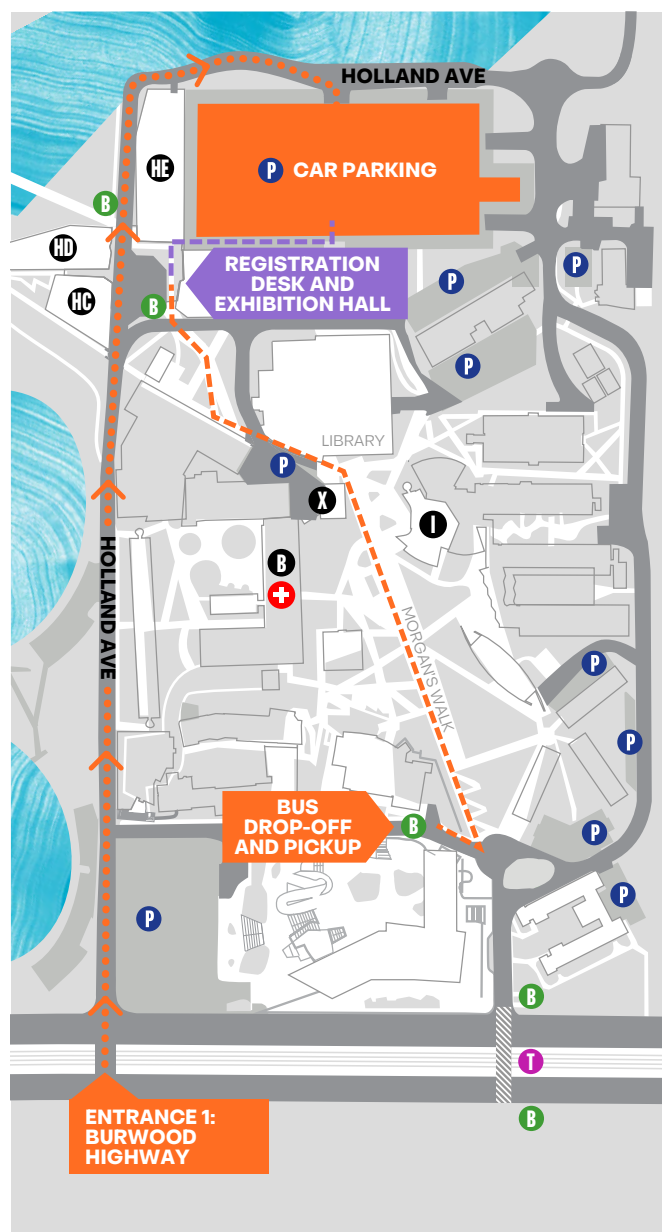 HOLLAND AVE
HE
P CAR PARKING
B
HD
P
REGISTRATION
DESK AND
EXHIBITION HALL
P
HC
B
P
LIBRARY
P
X
I
B
HOLLAND AVE
MORGAN'S WALK
P
P
BUS
DROP-OFF
AND PICKUP
B
P
P
P
B
T
B
ENTRANCE 1:
BURWOOD
HIGHWAY